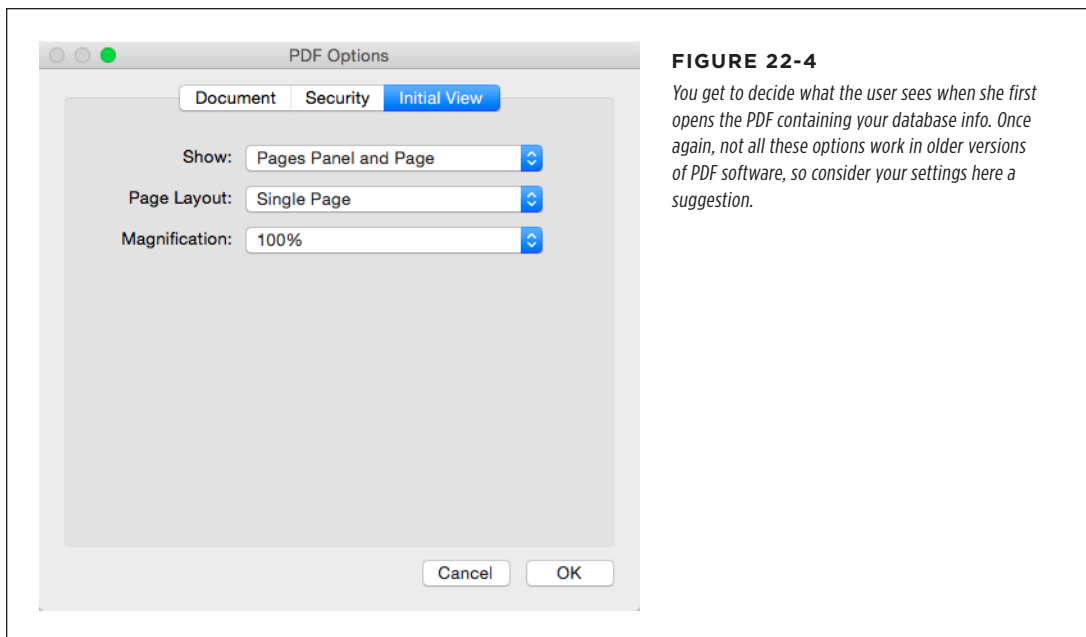 PDF Options
Document Security Initial View
Show: Pages Panel and Page
Page Layout: Single Page
Magnification: 100%
Cancel OK
FIGURE 22-4
You get to decide what the user sees when she first
opens the PDF containing your database info. Once
again, not all these options work in older versions
of PDF software, so consider your settings here a
suggestion.